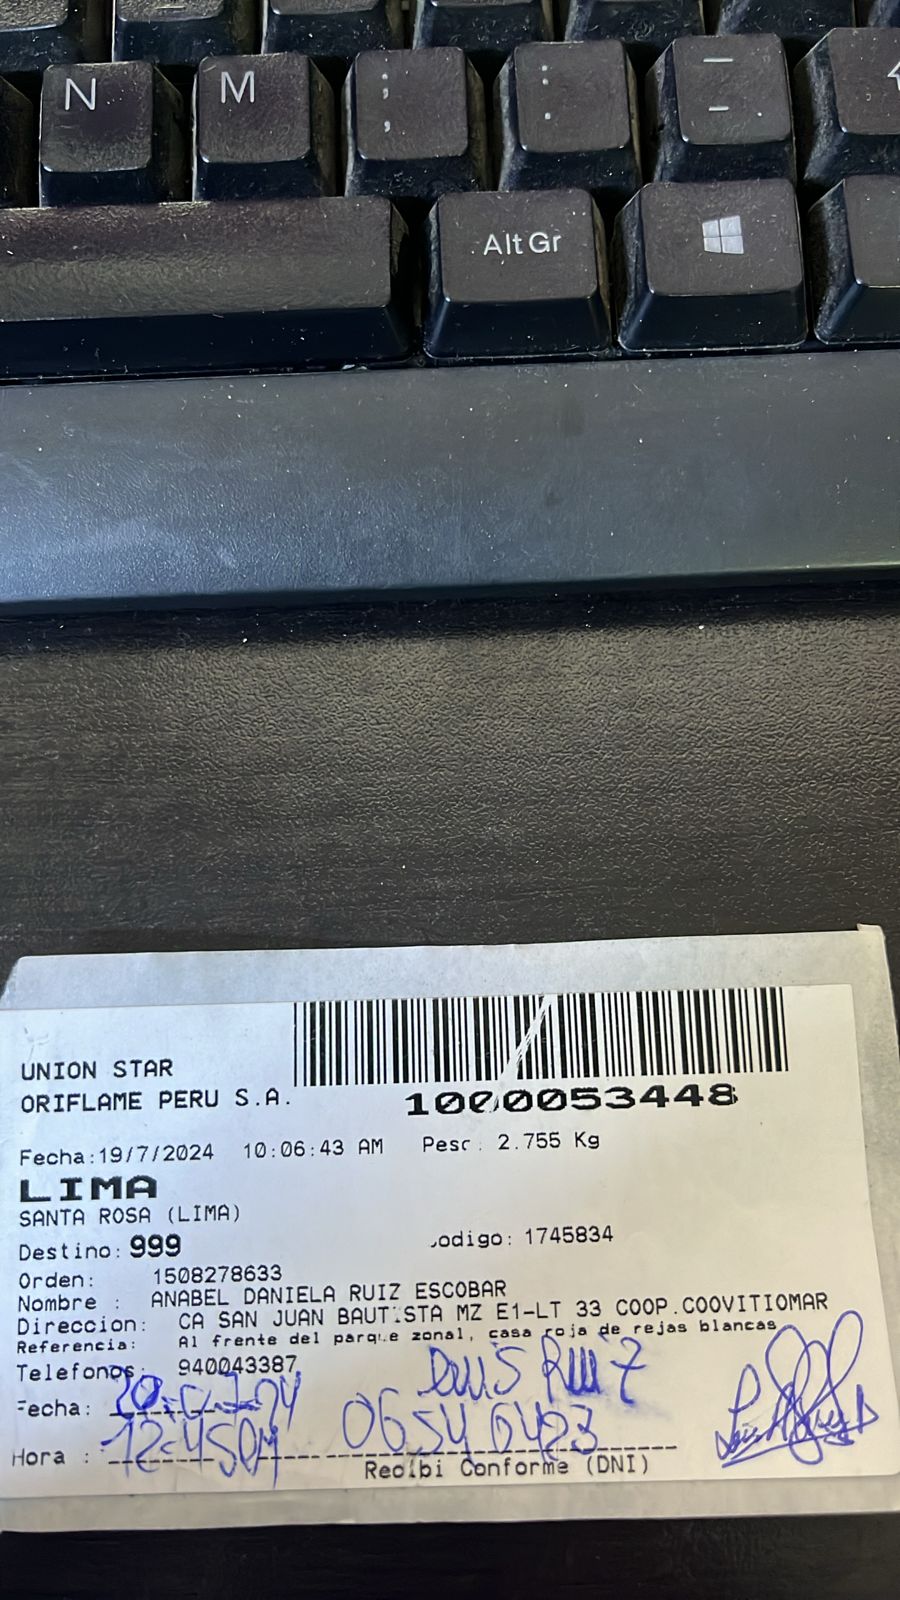 N M ; , : . _ - .
Alt Gr
UNION STAR
ORIFLAME PERU S.A.
1000053448
Fecha:19/7/2024 10:06:43 AM Peso: 2.755 Kg
LIMA
SANTA ROSA (LIMA)
Destino: 999 odigo: 1745834
Orden: 1508278633
Nombre : ANABEL DANIELA RUIZ ESCOBAR
Direccion: CA SAN JUAN BAUTISTA MZ E1-LT 33 COOP.COOVITIOMAR
Referencia: Al frente del parque zonal, casa roja de rejas blancas
Telefonos: 940043387
Luis Ruiz
Fecha:
Hora : 12:45PM
Recibi Conforme (DNI)